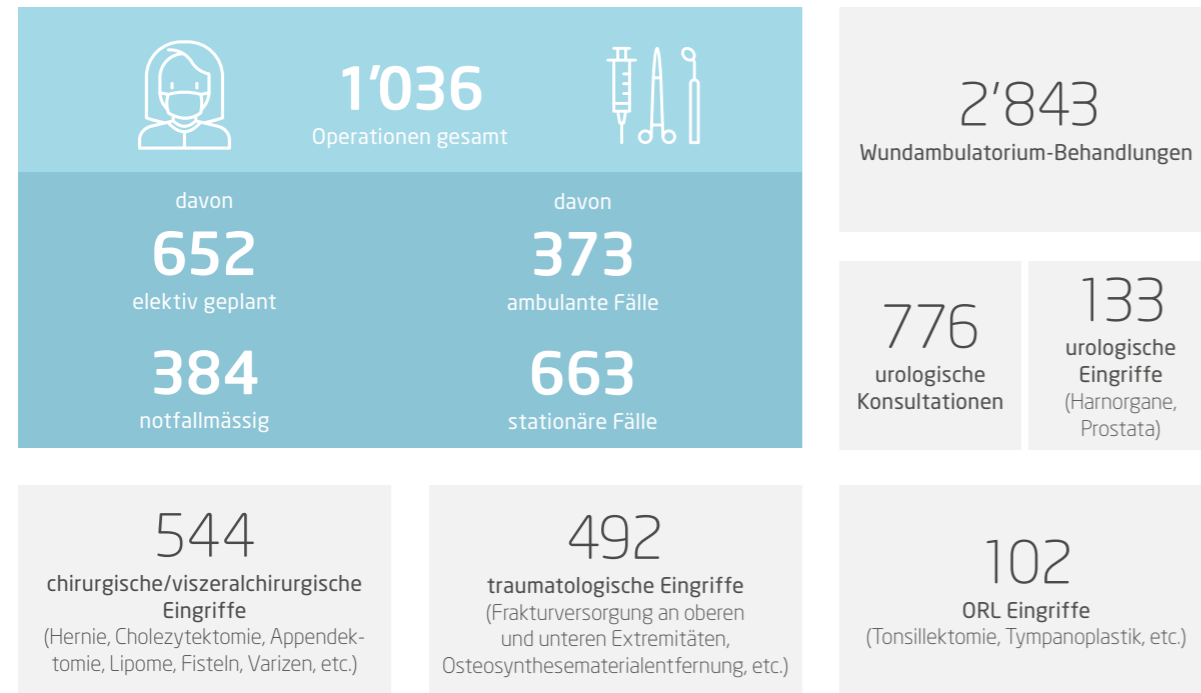 1’036
Operationen gesamt
davon
652
elektiv geplant
384
notfallmässig
davon
373
ambulante Fälle
663
stationäre Fälle
2’843
Wundambulatorium-Behandlungen
776
urologische
Konsultationen
133
urologische
Eingriffe
(Harnorgane,
Prostata)
544
chirurgische/viszeralchirurgische
Eingriffe
(Hernie, Cholezytektomie, Appendek-
tomie, Lipome, Fisteln, Varizen, etc.)
492
traumatologische Eingriffe
(Frakturversorgung an oberen
und unteren Extremitäten,
Osteosynthesematerialentfernung, etc.)
102
ORL Eingriffe
(Tonsillektomie, Tympanoplastik, etc.)